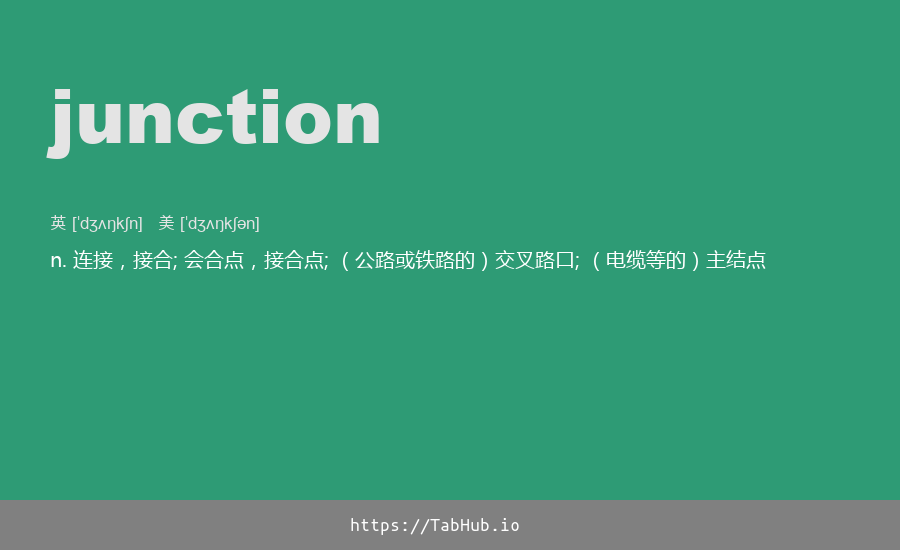 junction
英 [ˈdʒʌŋkʃn] 美 [ˈdʒʌŋkʃən]
n. 连接，接合; 会合点，接合点; （公路或铁路的）交叉路口; （电缆等的）主结点
https://TabHub.io